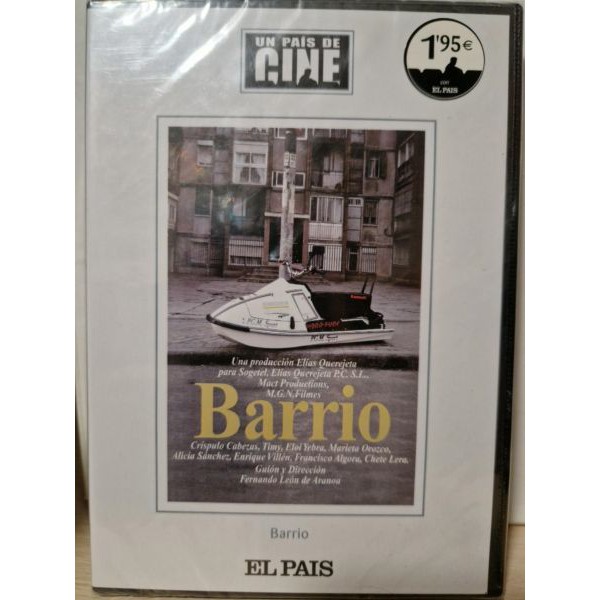 UN PAÍS DE
CINE
1'95€
con
EL PAIS
P.C.M. Sport
Una producción Elías Querejeta
para Sogetel, Elías Querejeta P.C. S.L.,
Mact Productions,
M.G.N. Filmes
Barrio
Críspulo Cabezas, Timy, Eloi Yebra, Marieta Orozco,
Alicia Sánchez, Enrique Villén, Francisco Algora, Chete Lera.
Guión y Dirección
Fernando León de Aranoa
Barrio
EL PAIS